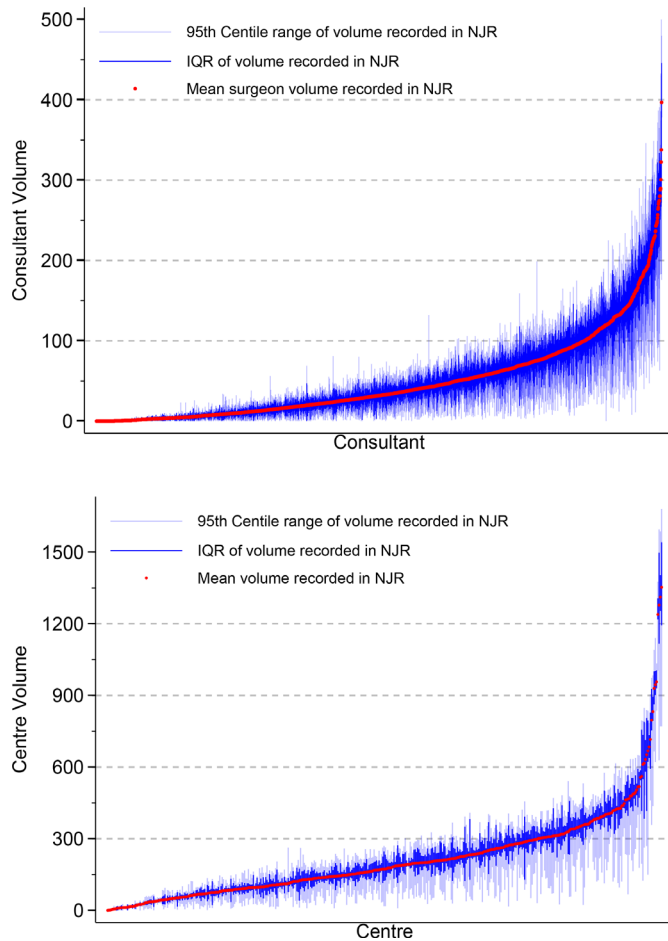 500
400
300
200
100
0
Consultant Volume
95th Centile range of volume recorded in NJR
IQR of volume recorded in NJR
Mean surgeon volume recorded in NJR
Consultant
1500
1200
900
600
300
0
Centre Volume
95th Centile range of volume recorded in NJR
IQR of volume recorded in NJR
Mean volume recorded in NJR
Centre